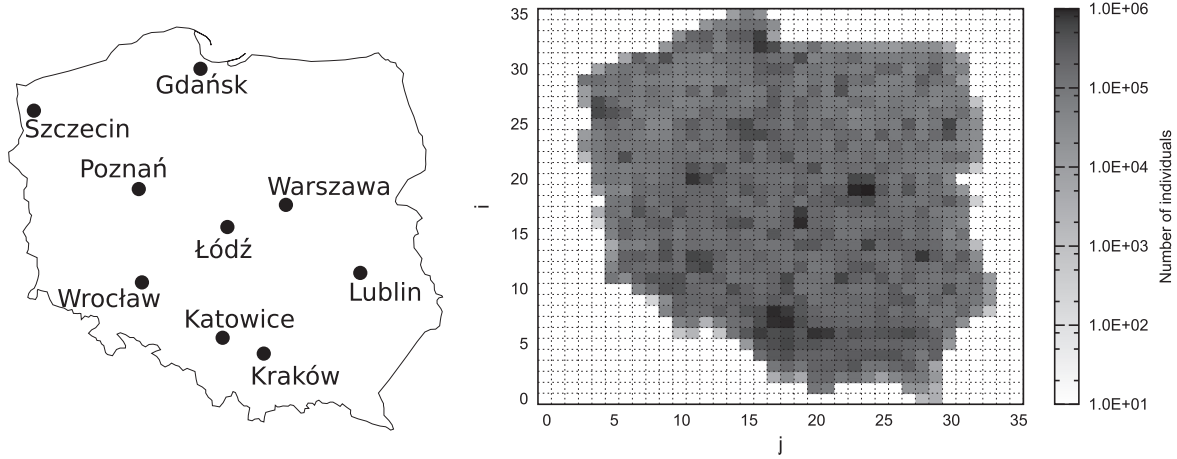 Gdańsk
Szczecin
Poznań
Warszawa
Łódź
Wrocław
Lublin
Katowice
Kraków
35
30
25
20
15
10
5
0
i
0 5 10 15 20 25 30 35
j
1.0E+06
1.0E+05
1.0E+04
1.0E+03
1.0E+02
1.0E+01
Number of individuals